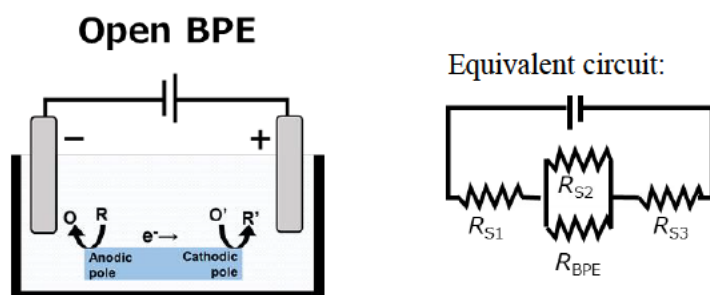 Open BPE
Equivalent circuit:
− +
O R O' R'
e⁻→
Anodic pole
Cathodic pole
R_S1
R_S2
R_BPE
R_S3